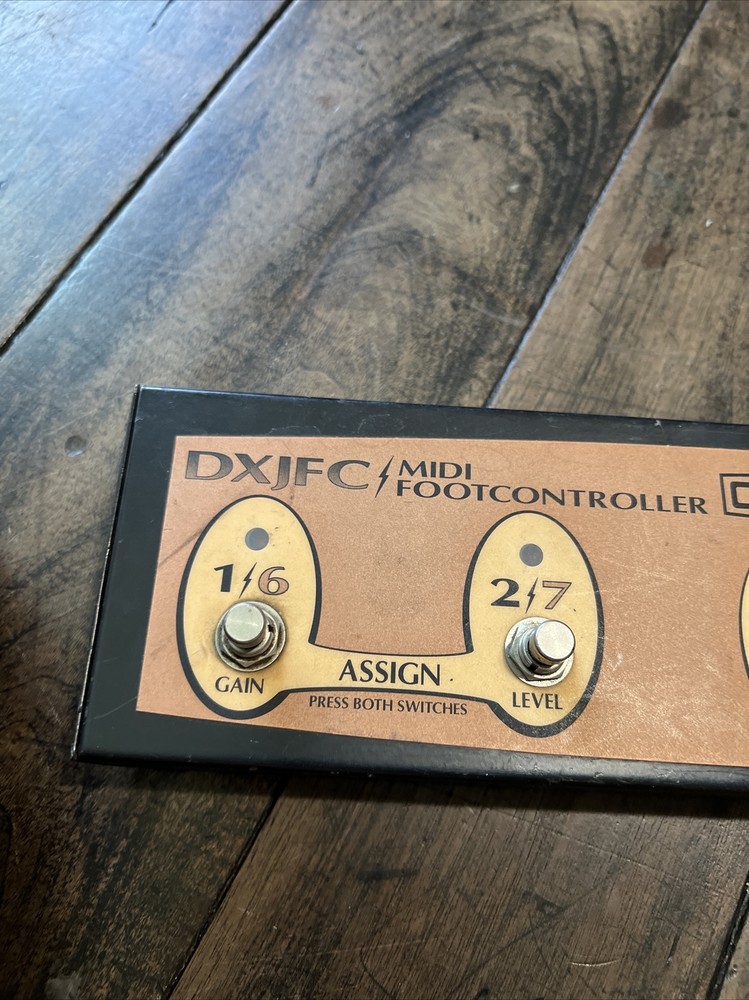 DXJFC MIDI
FOOTCONTROLLER
1/6
2/7
GAIN
ASSIGN
LEVEL
PRESS BOTH SWITCHES